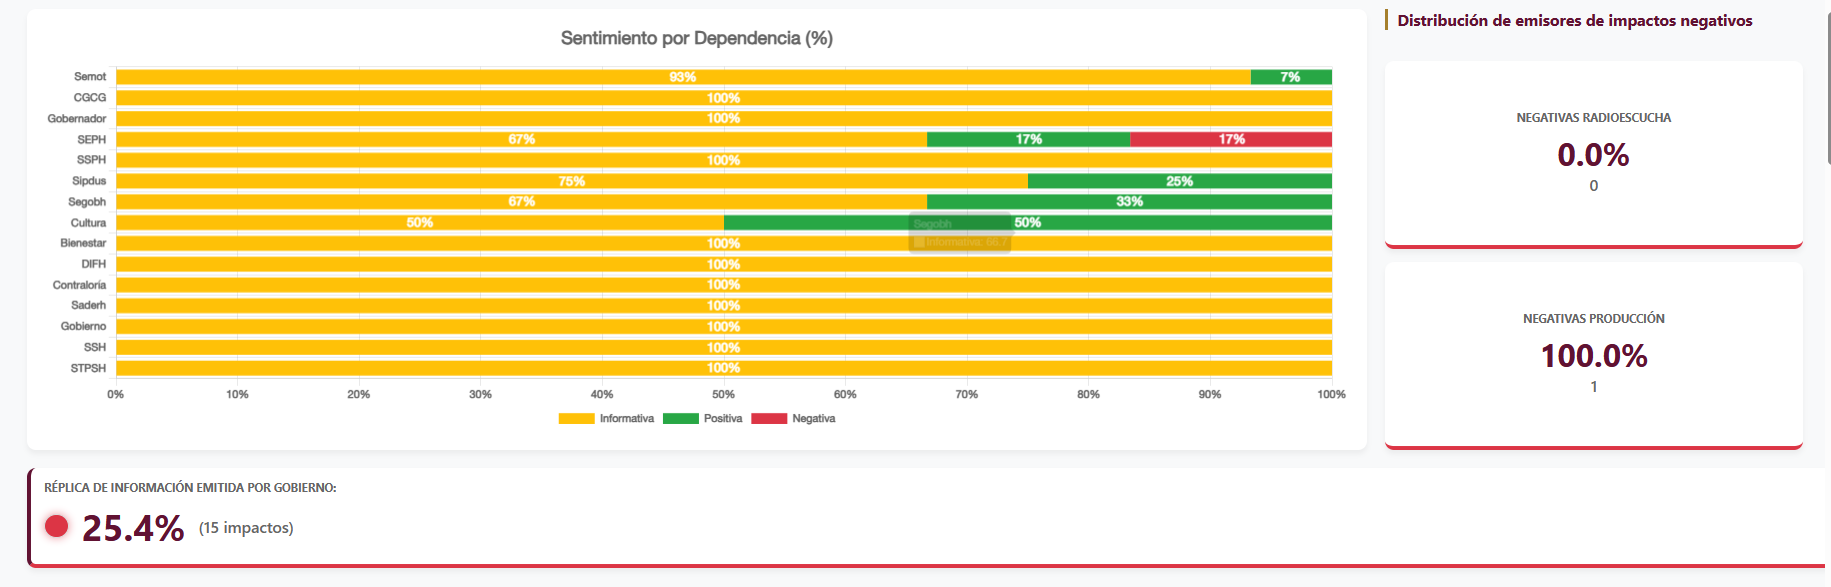 Sentimiento por Dependencia (%)
Semot 93% 7%
CGCG 100%
Gobernador 100%
SEPH 67% 17% 17%
SSPH 100%
Sipdus 75% 25%
Segobh 67% 33%
Cultura 50% 50%
Segobh
Informativa: 66.7
Bienestar 100%
DIFH 100%
Contraloría 100%
Saderh 100%
Gobierno 100%
SSH 100%
STPSH 100%
0% 10% 20% 30% 40% 50% 60% 70% 80% 90% 100%
Informativa Positiva Negativa
Distribución de emisores de impactos negativos
NEGATIVAS RADIOESCUCHA
0.0%
0
NEGATIVAS PRODUCCIÓN
100.0%
1
RÉPLICA DE INFORMACIÓN EMITIDA POR GOBIERNO:
25.4% (15 impactos)